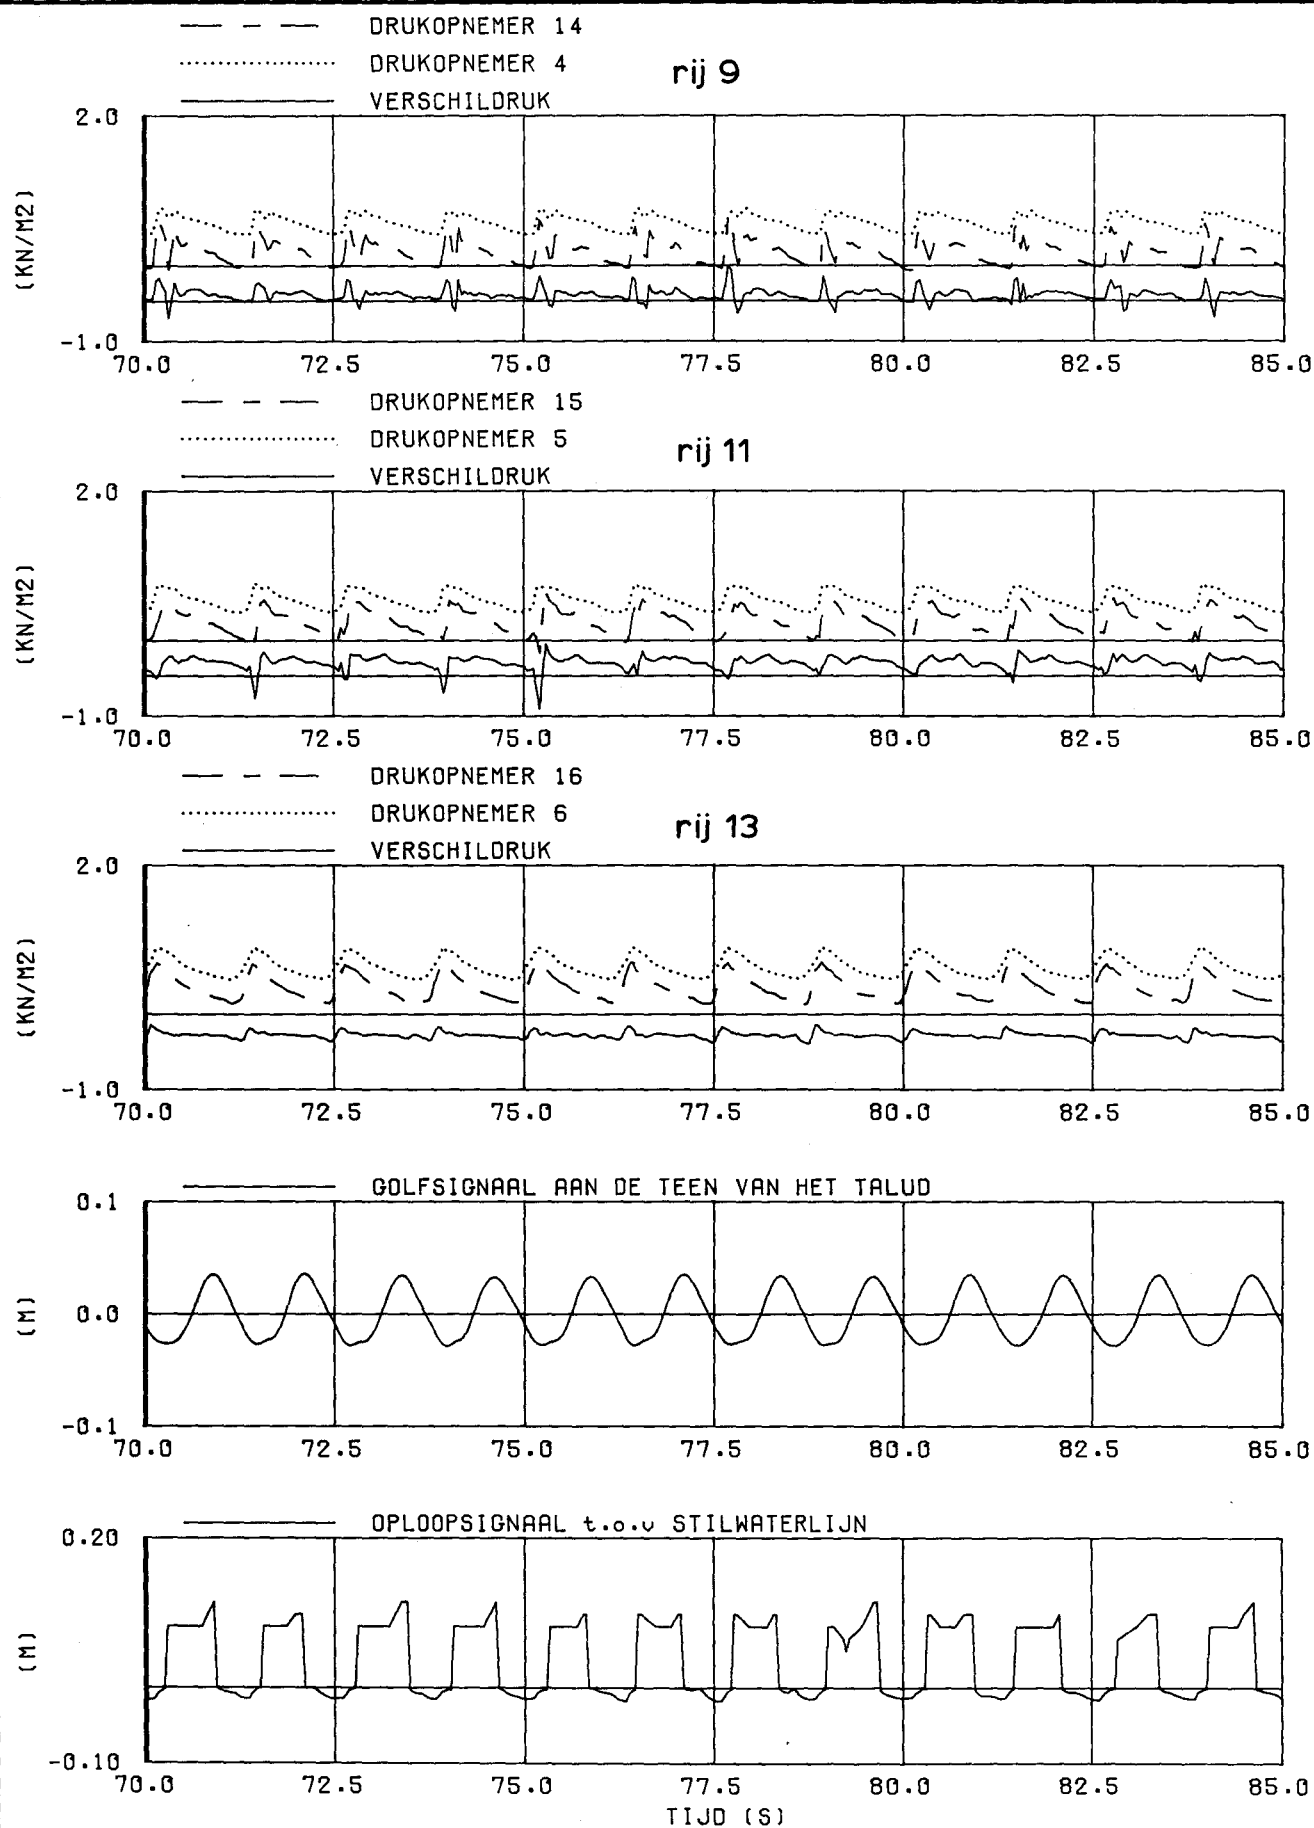 DRUKOPNEMER 14
DRUKOPNEMER 4
rij 9
VERSCHILDRUK
2.0
(KN/M2)
-1.0
70.0 72.5 75.0 77.5 80.0 82.5 85.0
DRUKOPNEMER 15
DRUKOPNEMER 5
rij 11
VERSCHILDRUK
2.0
(KN/M2)
-1.0
70.0 72.5 75.0 77.5 80.0 82.5 85.0
DRUKOPNEMER 16
DRUKOPNEMER 6
rij 13
VERSCHILDRUK
2.0
(KN/M2)
-1.0
70.0 72.5 75.0 77.5 80.0 82.5 85.0
GOLFSIGNAAL AAN DE TEEN VAN HET TALUD
0.1
0.0
(M)
-0.1
70.0 72.5 75.0 77.5 80.0 82.5 85.0
OPLOOPSIGNAAL t.o.v STILWATERLIJN
0.20
(M)
-0.10
70.0 72.5 75.0 77.5 80.0 82.5 85.0
TIJD (S)